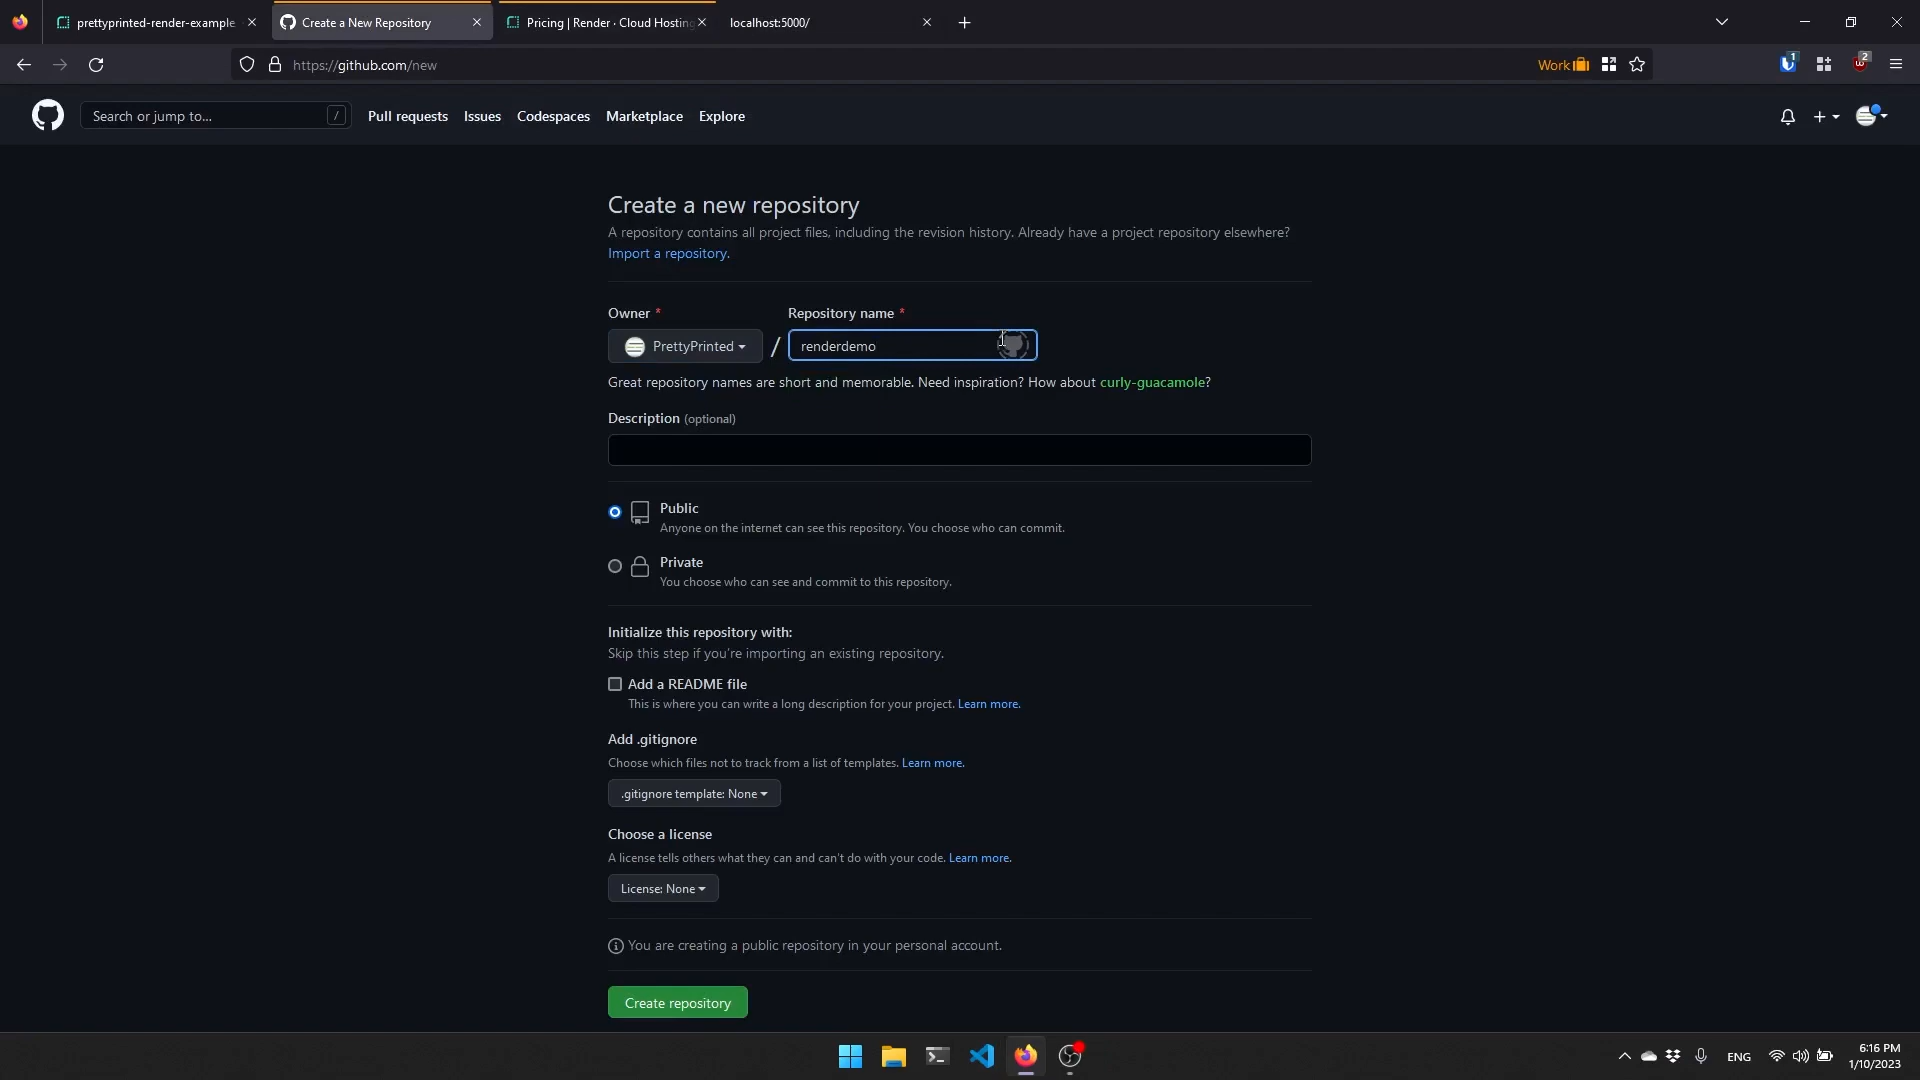 prettyprinted-render-example
Create a New Repository
Pricing | Render · Cloud Hosting
localhost:5000/
https://github.com/new
Work
1
2
Search or jump to...
/
Pull requests
Issues
Codespaces
Marketplace
Explore
Create a new repository
A repository contains all project files, including the revision history. Already have a project repository elsewhere?
Import a repository.
Owner *
Repository name *
PrettyPrinted
/
renderdemo
Great repository names are short and memorable. Need inspiration? How about curly-guacamole?
Description (optional)
Public
Anyone on the internet can see this repository. You choose who can commit.
Private
You choose who can see and commit to this repository.
Initialize this repository with:
Skip this step if you're importing an existing repository.
Add a README file
This is where you can write a long description for your project. Learn more.
Add .gitignore
Choose which files not to track from a list of templates. Learn more.
.gitignore template: None
Choose a license
A license tells others what they can and can't do with your code. Learn more.
License: None
You are creating a public repository in your personal account.
Create repository
ENG
6:16 PM
1/10/2023